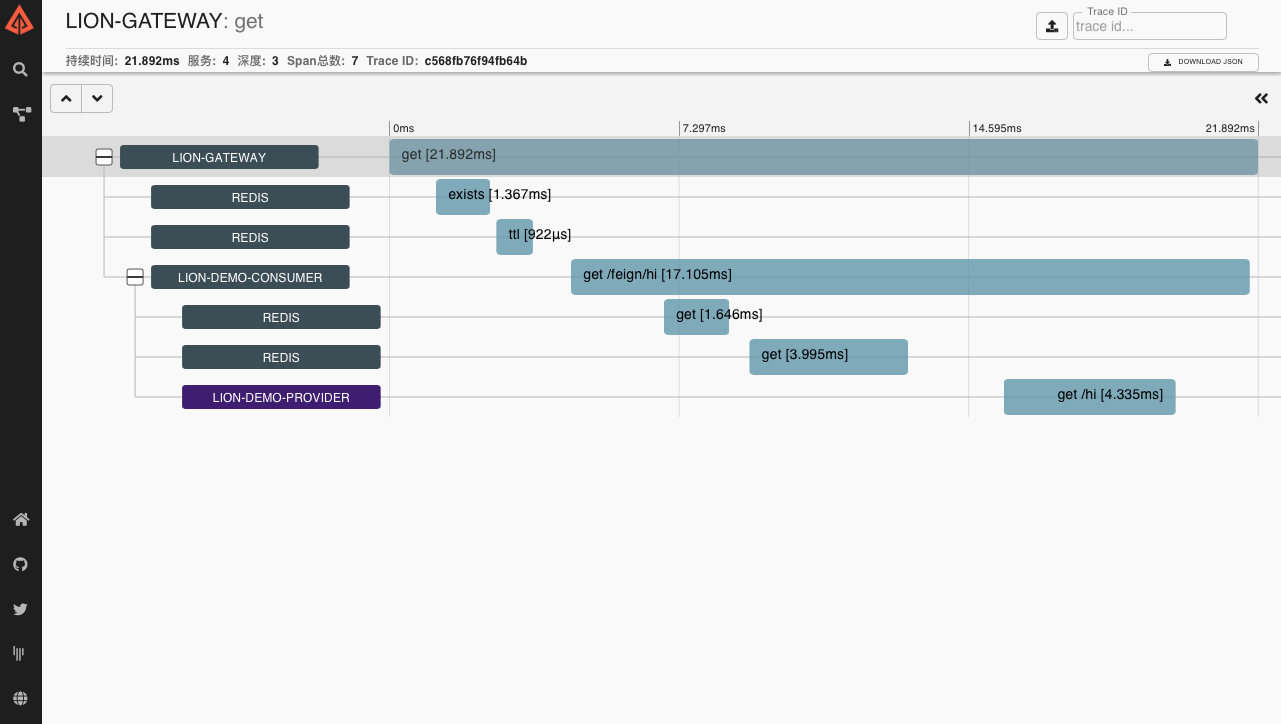 LION-GATEWAY: get
Trace ID
trace id...
持续时间: 21.892ms 服务: 4 深度: 3 Span总数: 7 Trace ID: c568fb76f94fb64b
DOWNLOAD JSON
0ms 7.297ms 14.595ms 21.892ms
LION-GATEWAY get [21.892ms]
REDIS exists [1.367ms]
REDIS ttl [922μs]
LION-DEMO-CONSUMER get /feign/hi [17.105ms]
REDIS get [1.646ms]
REDIS get [3.995ms]
LION-DEMO-PROVIDER get /hi [4.335ms]